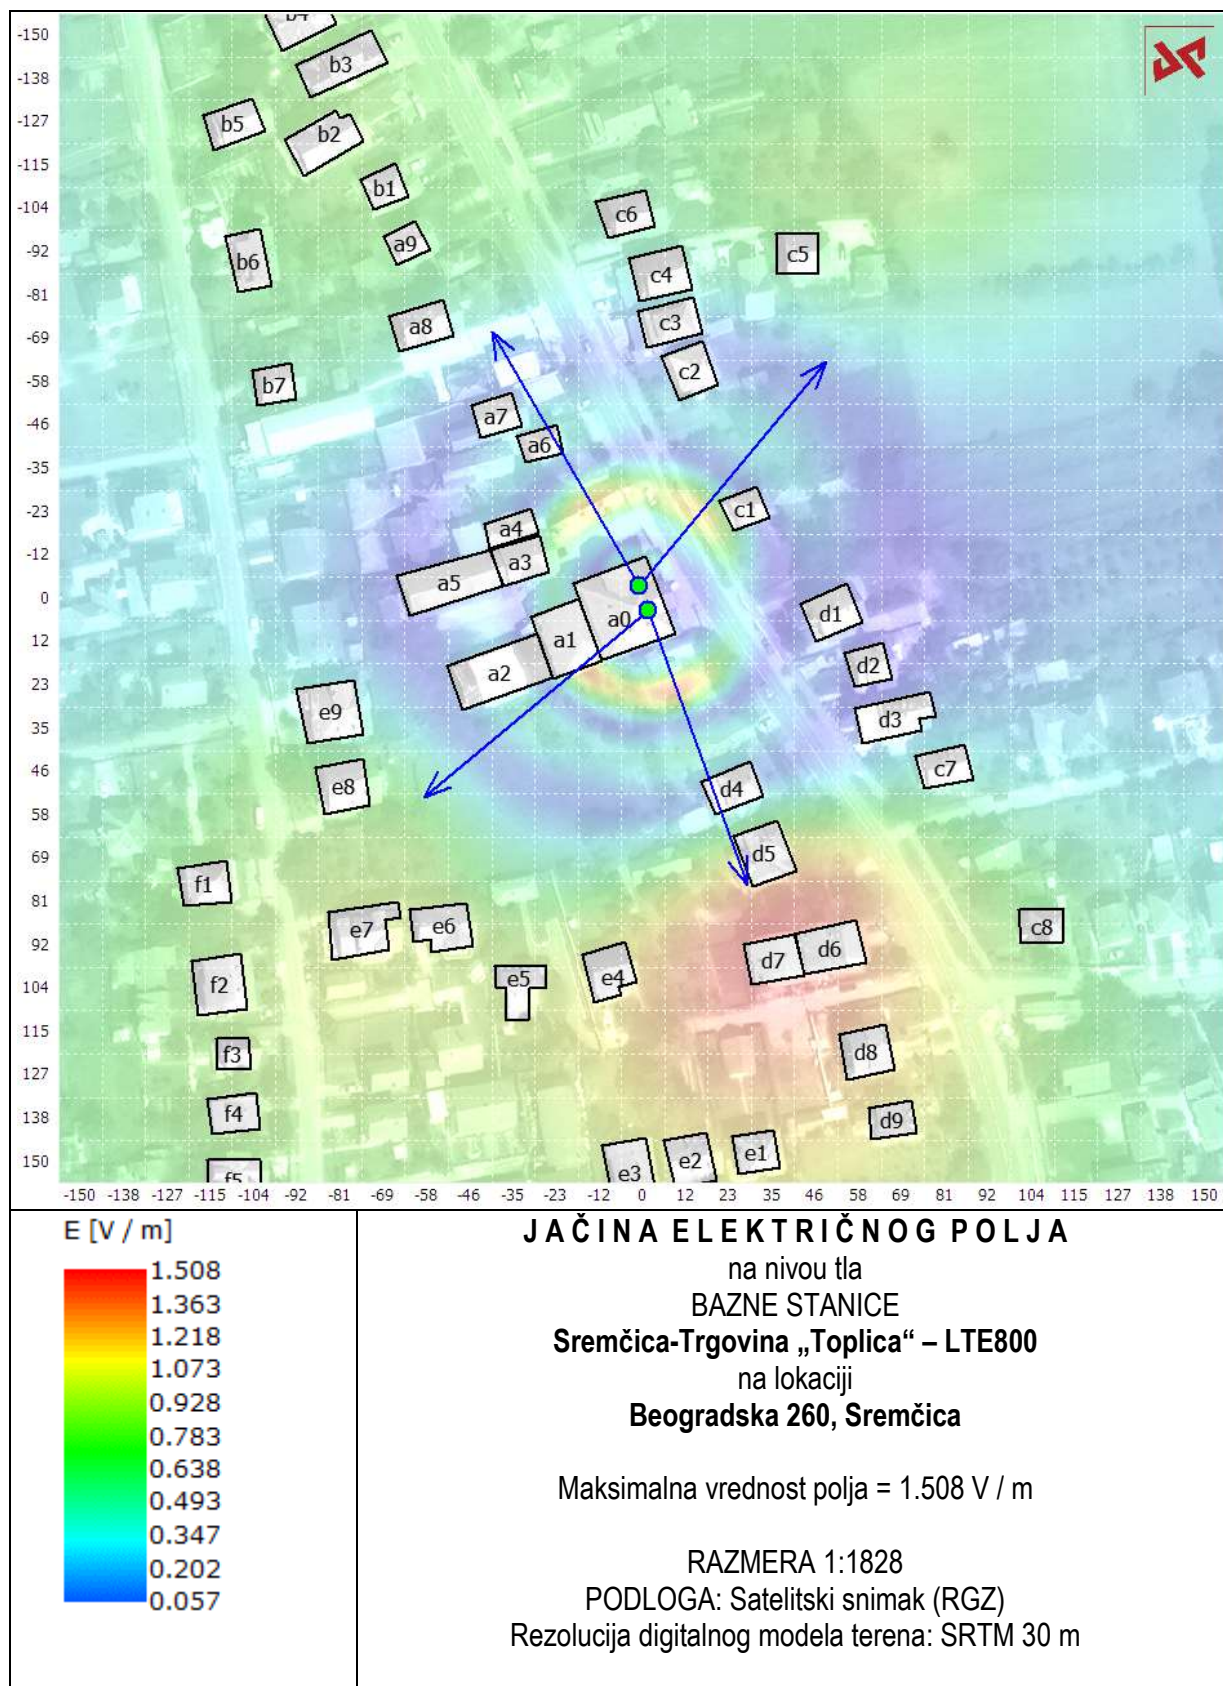 b4
-150
b3
-138
b5
b2
-127
-115
b1
-104
c6
a9
-92
b6
c5
c4
-81
a8
c3
-69
c2
b7
-58
a7
-46
a6
-35
c1
-23
a4
a3
-12
a5
0
a0
d1
a1
12
d2
a2
23
e9
d3
35
46
c7
e8
d4
58
69
d5
f1
81
e7
e6
c8
92
d7
d6
e5
e4
f2
104
115
f3
d8
127
f4
d9
138
e1
150
e3
e2
f5
-150 -138 -127 -115 -104 -92 -81 -69 -58 -46 -35 -23 -12 0 12 23 35 46 58 69 81 92 104 115 127 138 150
E [V / m]
1.508
1.363
1.218
1.073
0.928
0.783
0.638
0.493
0.347
0.202
0.057
JAČINA ELEKTRIČNOG POLJA
na nivou tla
BAZNE STANICE
Sremčica-Trgovina „Toplica“ – LTE800
na lokaciji
Beogradska 260, Sremčica
Maksimalna vrednost polja = 1.508 V / m
RAZMERA 1:1828
PODLOGA: Satelitski snimak (RGZ)
Rezolucija digitalnog modela terena: SRTM 30 m